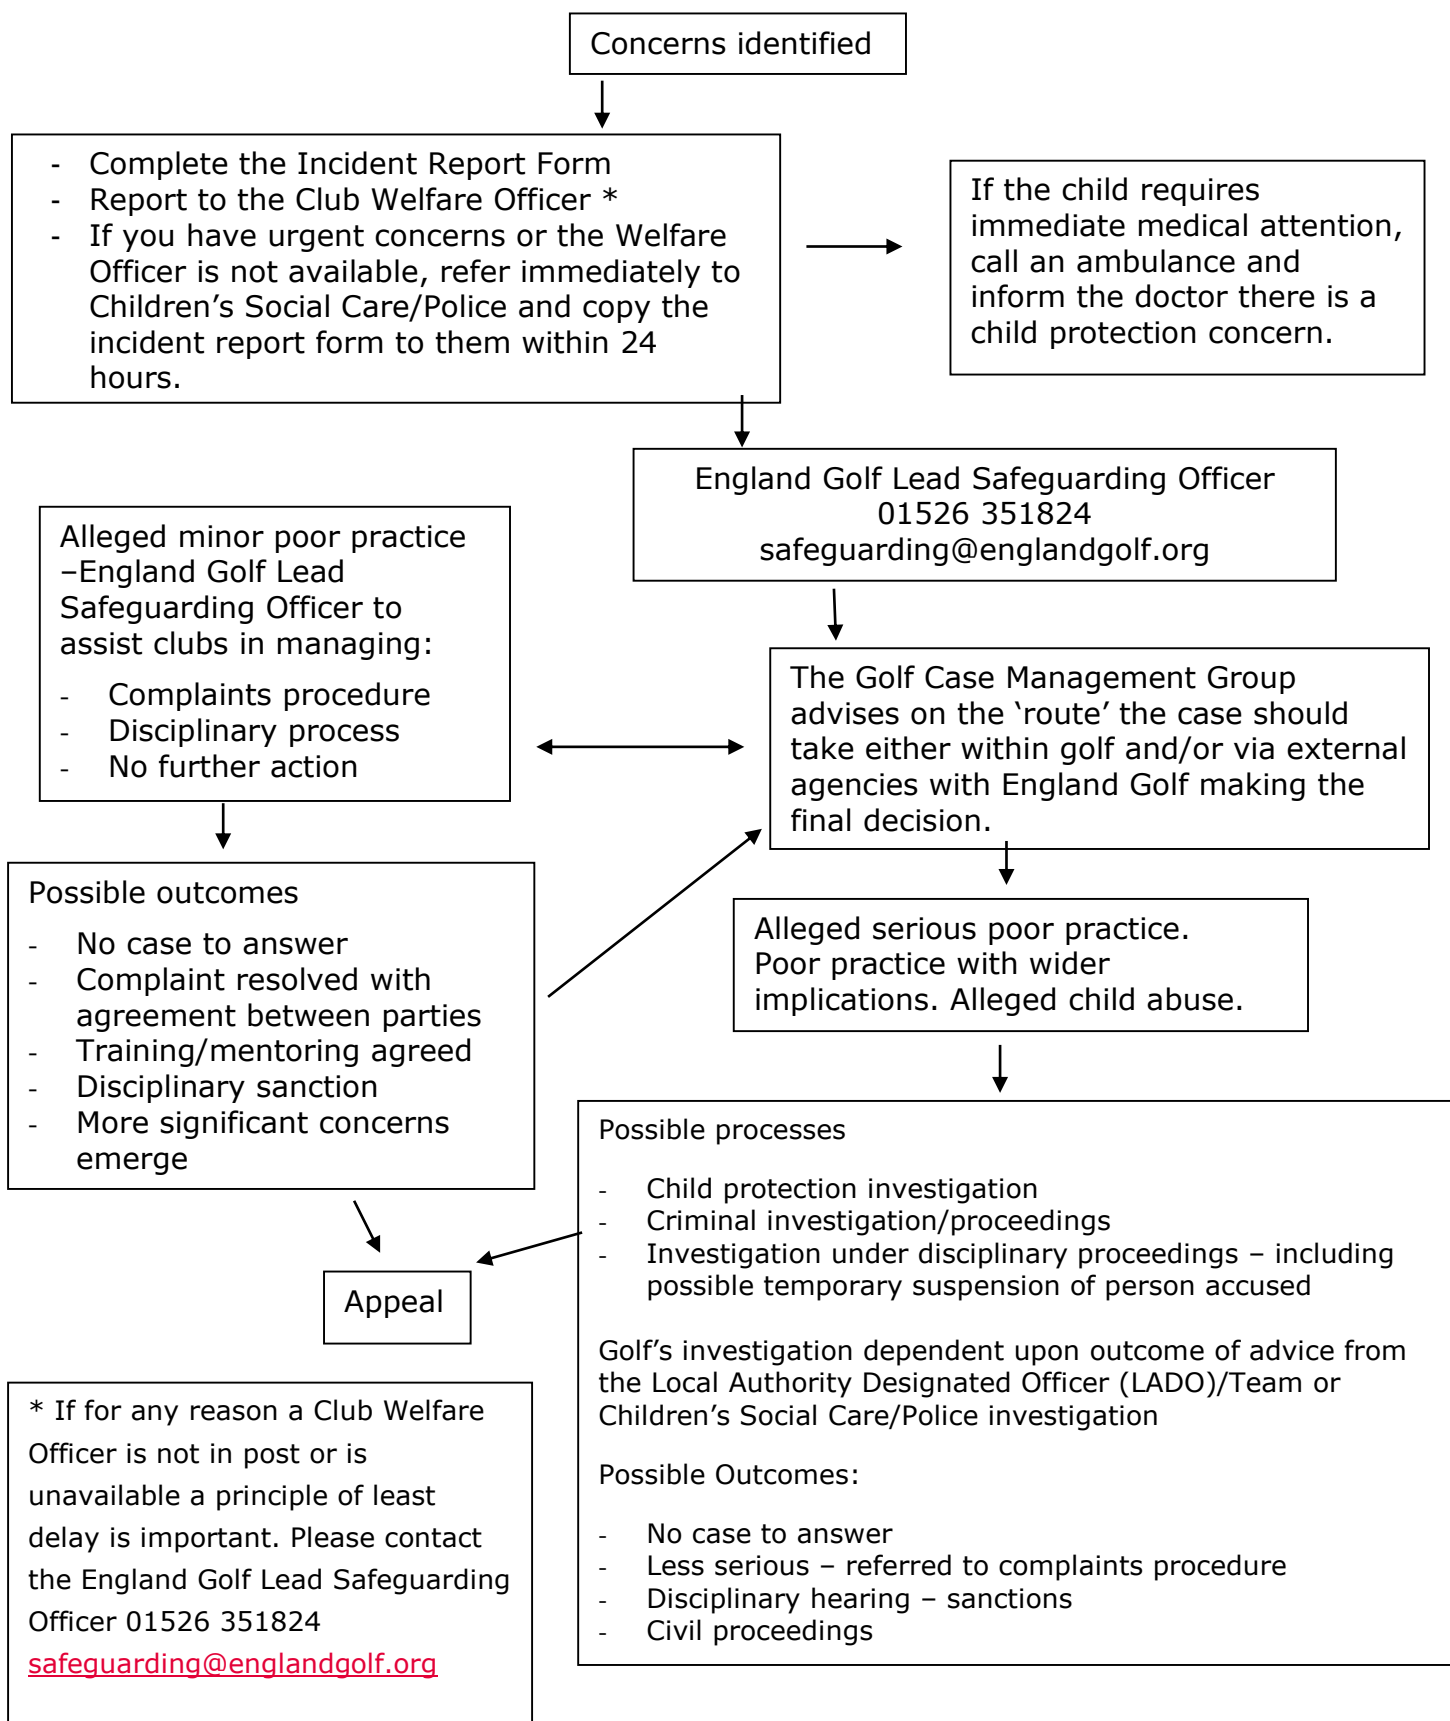 Concerns identified
- Complete the Incident Report Form
- Report to the Club Welfare Officer *
- If you have urgent concerns or the Welfare
Officer is not available, refer immediately to
Children’s Social Care/Police and copy the
incident report form to them within 24
hours.
If the child requires
immediate medical attention,
call an ambulance and
inform the doctor there is a
child protection concern.
England Golf Lead Safeguarding Officer
01526 351824
safeguarding@englandgolf.org
Alleged minor poor practice
–England Golf Lead
Safeguarding Officer to
assist clubs in managing:
- Complaints procedure
- Disciplinary process
- No further action
The Golf Case Management Group
advises on the ‘route’ the case should
take either within golf and/or via external
agencies with England Golf making the
final decision.
Possible outcomes
- No case to answer
- Complaint resolved with
agreement between parties
- Training/mentoring agreed
- Disciplinary sanction
- More significant concerns
emerge
Alleged serious poor practice.
Poor practice with wider
implications. Alleged child abuse.
Possible processes
- Child protection investigation
- Criminal investigation/proceedings
- Investigation under disciplinary proceedings – including
possible temporary suspension of person accused
Golf’s investigation dependent upon outcome of advice from
the Local Authority Designated Officer (LADO)/Team or
Children’s Social Care/Police investigation
Possible Outcomes:
- No case to answer
- Less serious – referred to complaints procedure
- Disciplinary hearing – sanctions
- Civil proceedings
Appeal
* If for any reason a Club Welfare
Officer is not in post or is
unavailable a principle of least
delay is important. Please contact
the England Golf Lead Safeguarding
Officer 01526 351824
safeguarding@englandgolf.org